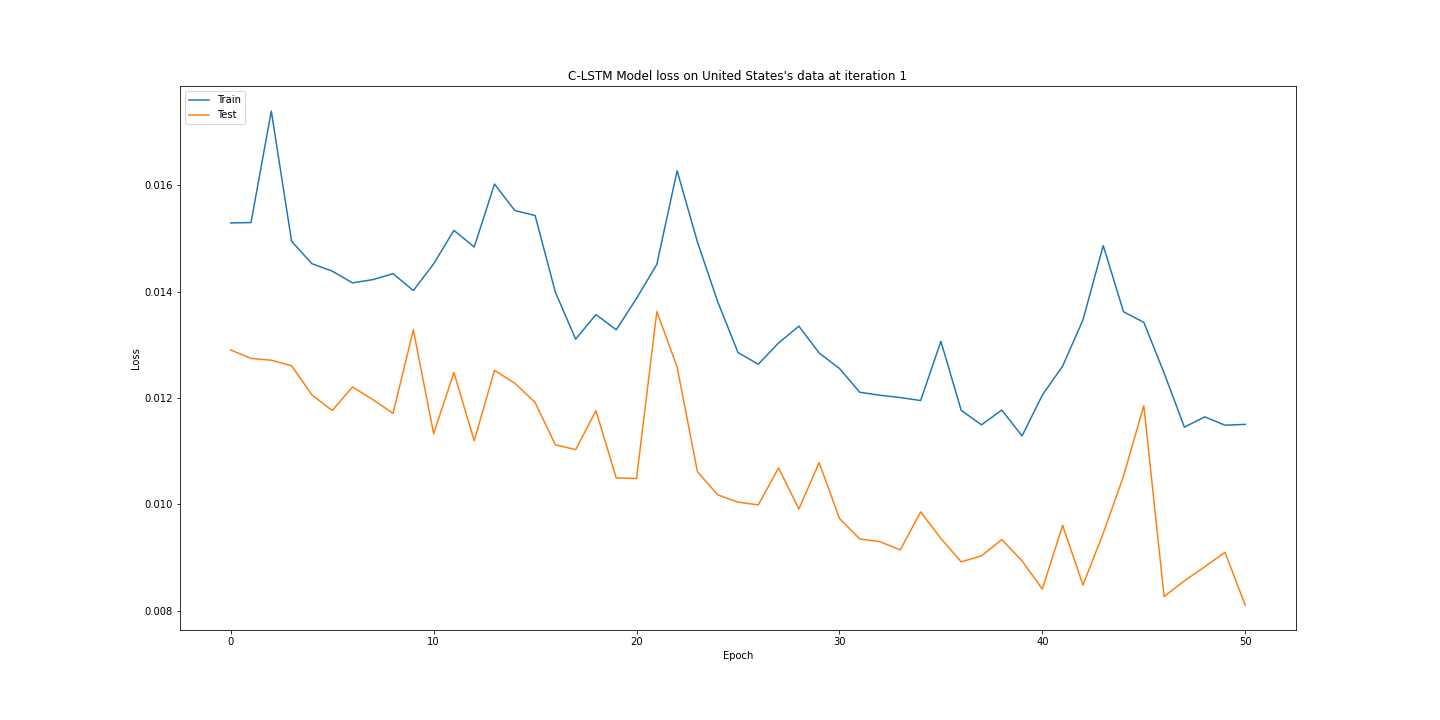 C-LSTM Model loss on United States's data at iteration 1
Train
Test
0.016
0.014
0.012
0.010
0.008
Loss
0 10 20 30 40 50
Epoch